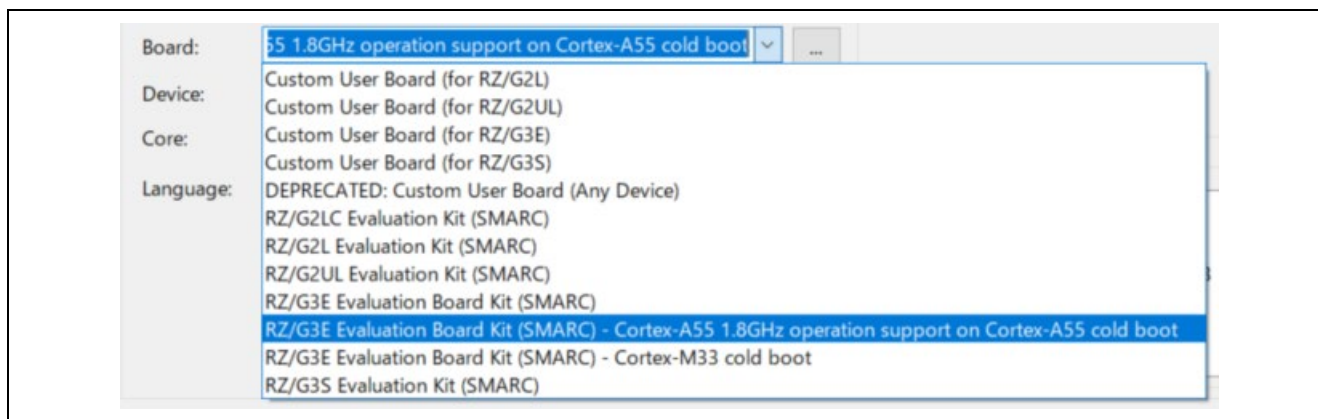 Board:
55 1.8GHz operation support on Cortex-A55 cold boot
...
Device:
Core:
Language:
Custom User Board (for RZ/G2L)
Custom User Board (for RZ/G2UL)
Custom User Board (for RZ/G3E)
Custom User Board (for RZ/G3S)
DEPRECATED: Custom User Board (Any Device)
RZ/G2LC Evaluation Kit (SMARC)
RZ/G2L Evaluation Kit (SMARC)
RZ/G2UL Evaluation Kit (SMARC)
RZ/G3E Evaluation Board Kit (SMARC)
RZ/G3E Evaluation Board Kit (SMARC) - Cortex-A55 1.8GHz operation support on Cortex-A55 cold boot
RZ/G3E Evaluation Board Kit (SMARC) - Cortex-M33 cold boot
RZ/G3S Evaluation Kit (SMARC)